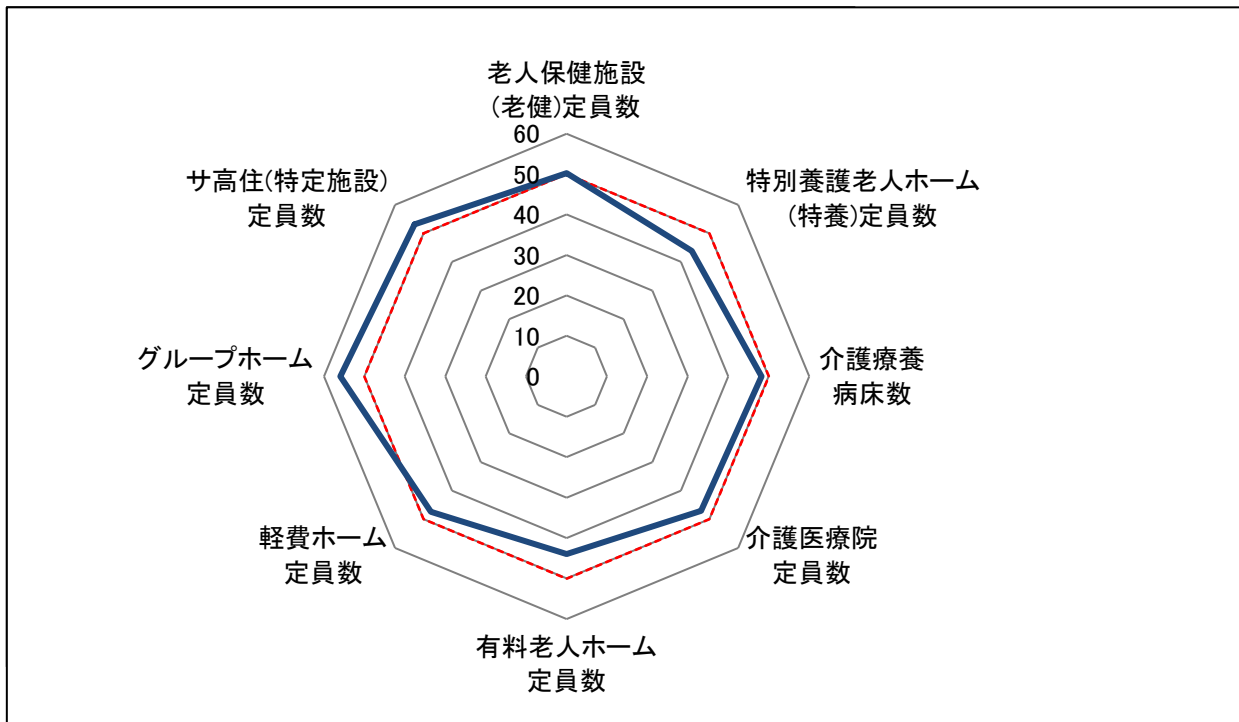 老人保健施設
(老健)定員数
60
50
40
30
20
10
0
特別養護老人ホーム
(特養)定員数
介護療養
病床数
介護医療院
定員数
有料老人ホーム
定員数
軽費ホーム
定員数
グループホーム
定員数
サ高住(特定施設)
定員数